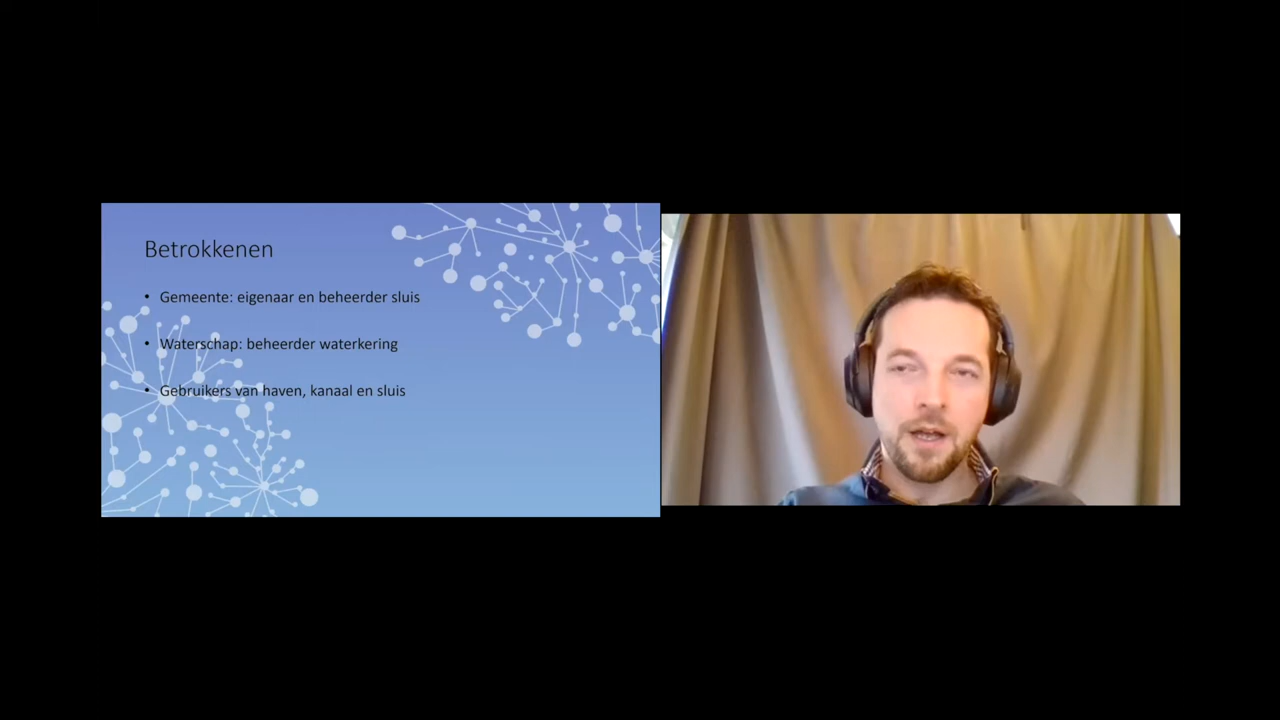 Betrokkenen
• Gemeente: eigenaar en beheerder sluis
• Waterschap: beheerder waterkering
• Gebruikers van haven, kanaal en sluis